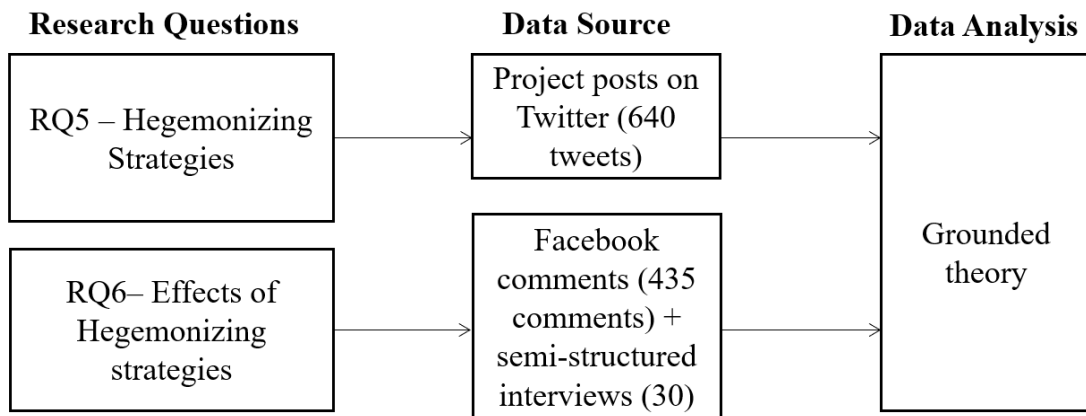 Research Questions
Data Source
Data Analysis
RQ5 – Hegemonizing
Strategies
Project posts on
Twitter (640
tweets)
RQ6– Effects of
Hegemonizing
strategies
Facebook
comments (435
comments) +
semi-structured
interviews (30)
Grounded
theory